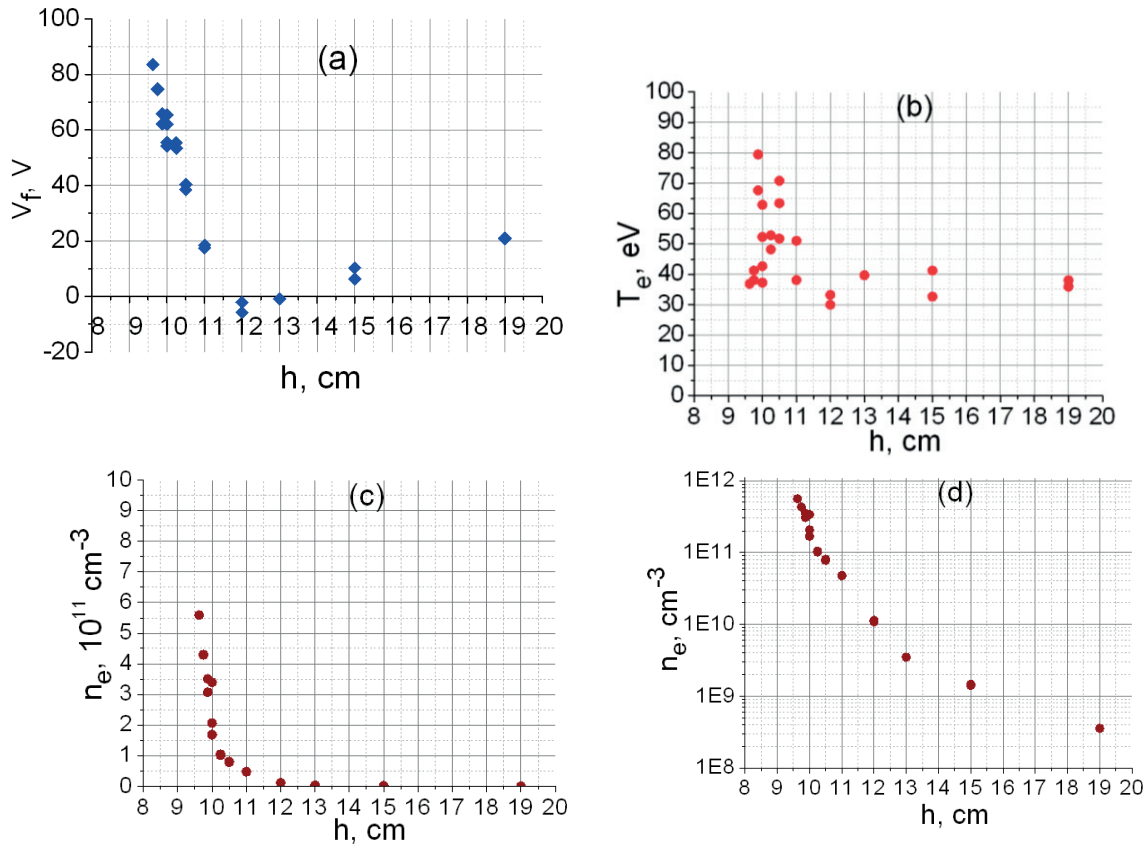 (a)
100
80
60
40
20
0
-20
V_f, V
8 9 10 11 12 13 14 15 16 17 18 19 20
h, cm
(b)
100
90
80
70
60
50
40
30
20
10
0
T_e, eV
8 9 10 11 12 13 14 15 16 17 18 19 20
h, cm
(c)
10
9
8
7
6
5
4
3
2
1
0
n_e, 10^11 cm^-3
8 9 10 11 12 13 14 15 16 17 18 19 20
h, cm
(d)
1E12
1E11
1E10
1E9
1E8
n_e, cm^-3
8 9 10 11 12 13 14 15 16 17 18 19 20
h, cm